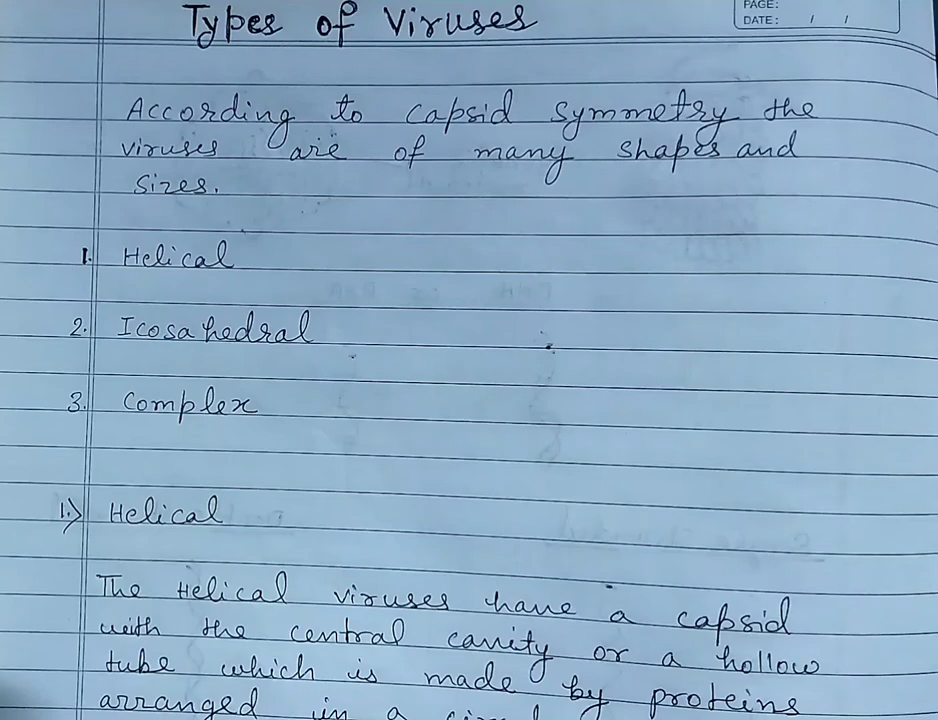 PAGE:
DATE: / /
Types of Viruses
According to capsid symmetry the
viruses are of many shapes and
sizes.
1. Helical
2. Icosahedral
3. Complex
1.) Helical
The Helical viruses have a capsid
with the central cavity or a hollow
tube which is made by proteins
arranged in a